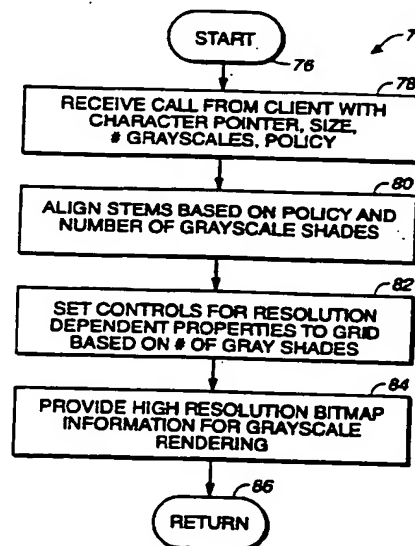 START
76
78
RECEIVE CALL FROM CLIENT WITH
CHARACTER POINTER, SIZE,
# GRAYSCALES, POLICY
80
ALIGN STEMS BASED ON POLICY AND
NUMBER OF GRAYSCALE SHADES
82
SET CONTROLS FOR RESOLUTION
DEPENDENT PROPERTIES TO GRID
BASED ON # OF GRAY SHADES
84
PROVIDE HIGH RESOLUTION BITMAP
INFORMATION FOR GRAYSCALE
RENDERING
86
RETURN